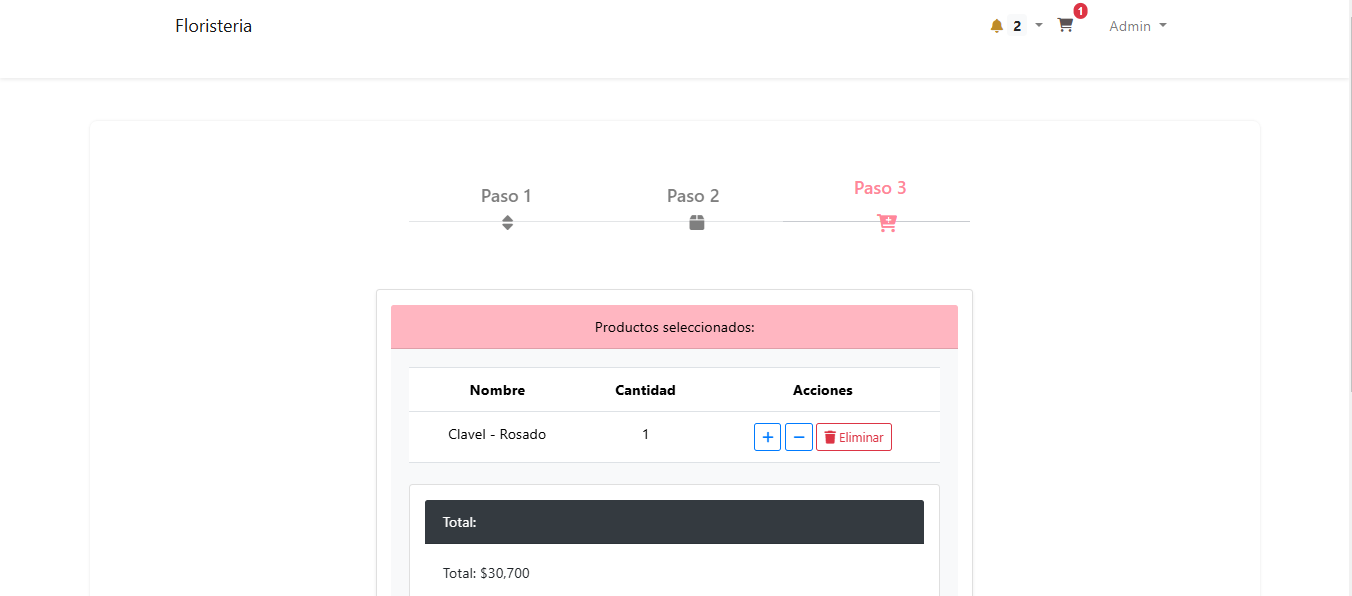 Floristeria
2
1
Admin
Paso 1
Paso 2
Paso 3
Productos seleccionados:
Nombre Cantidad Acciones
Clavel - Rosado 1 + − Eliminar
Total:
Total: $30,700